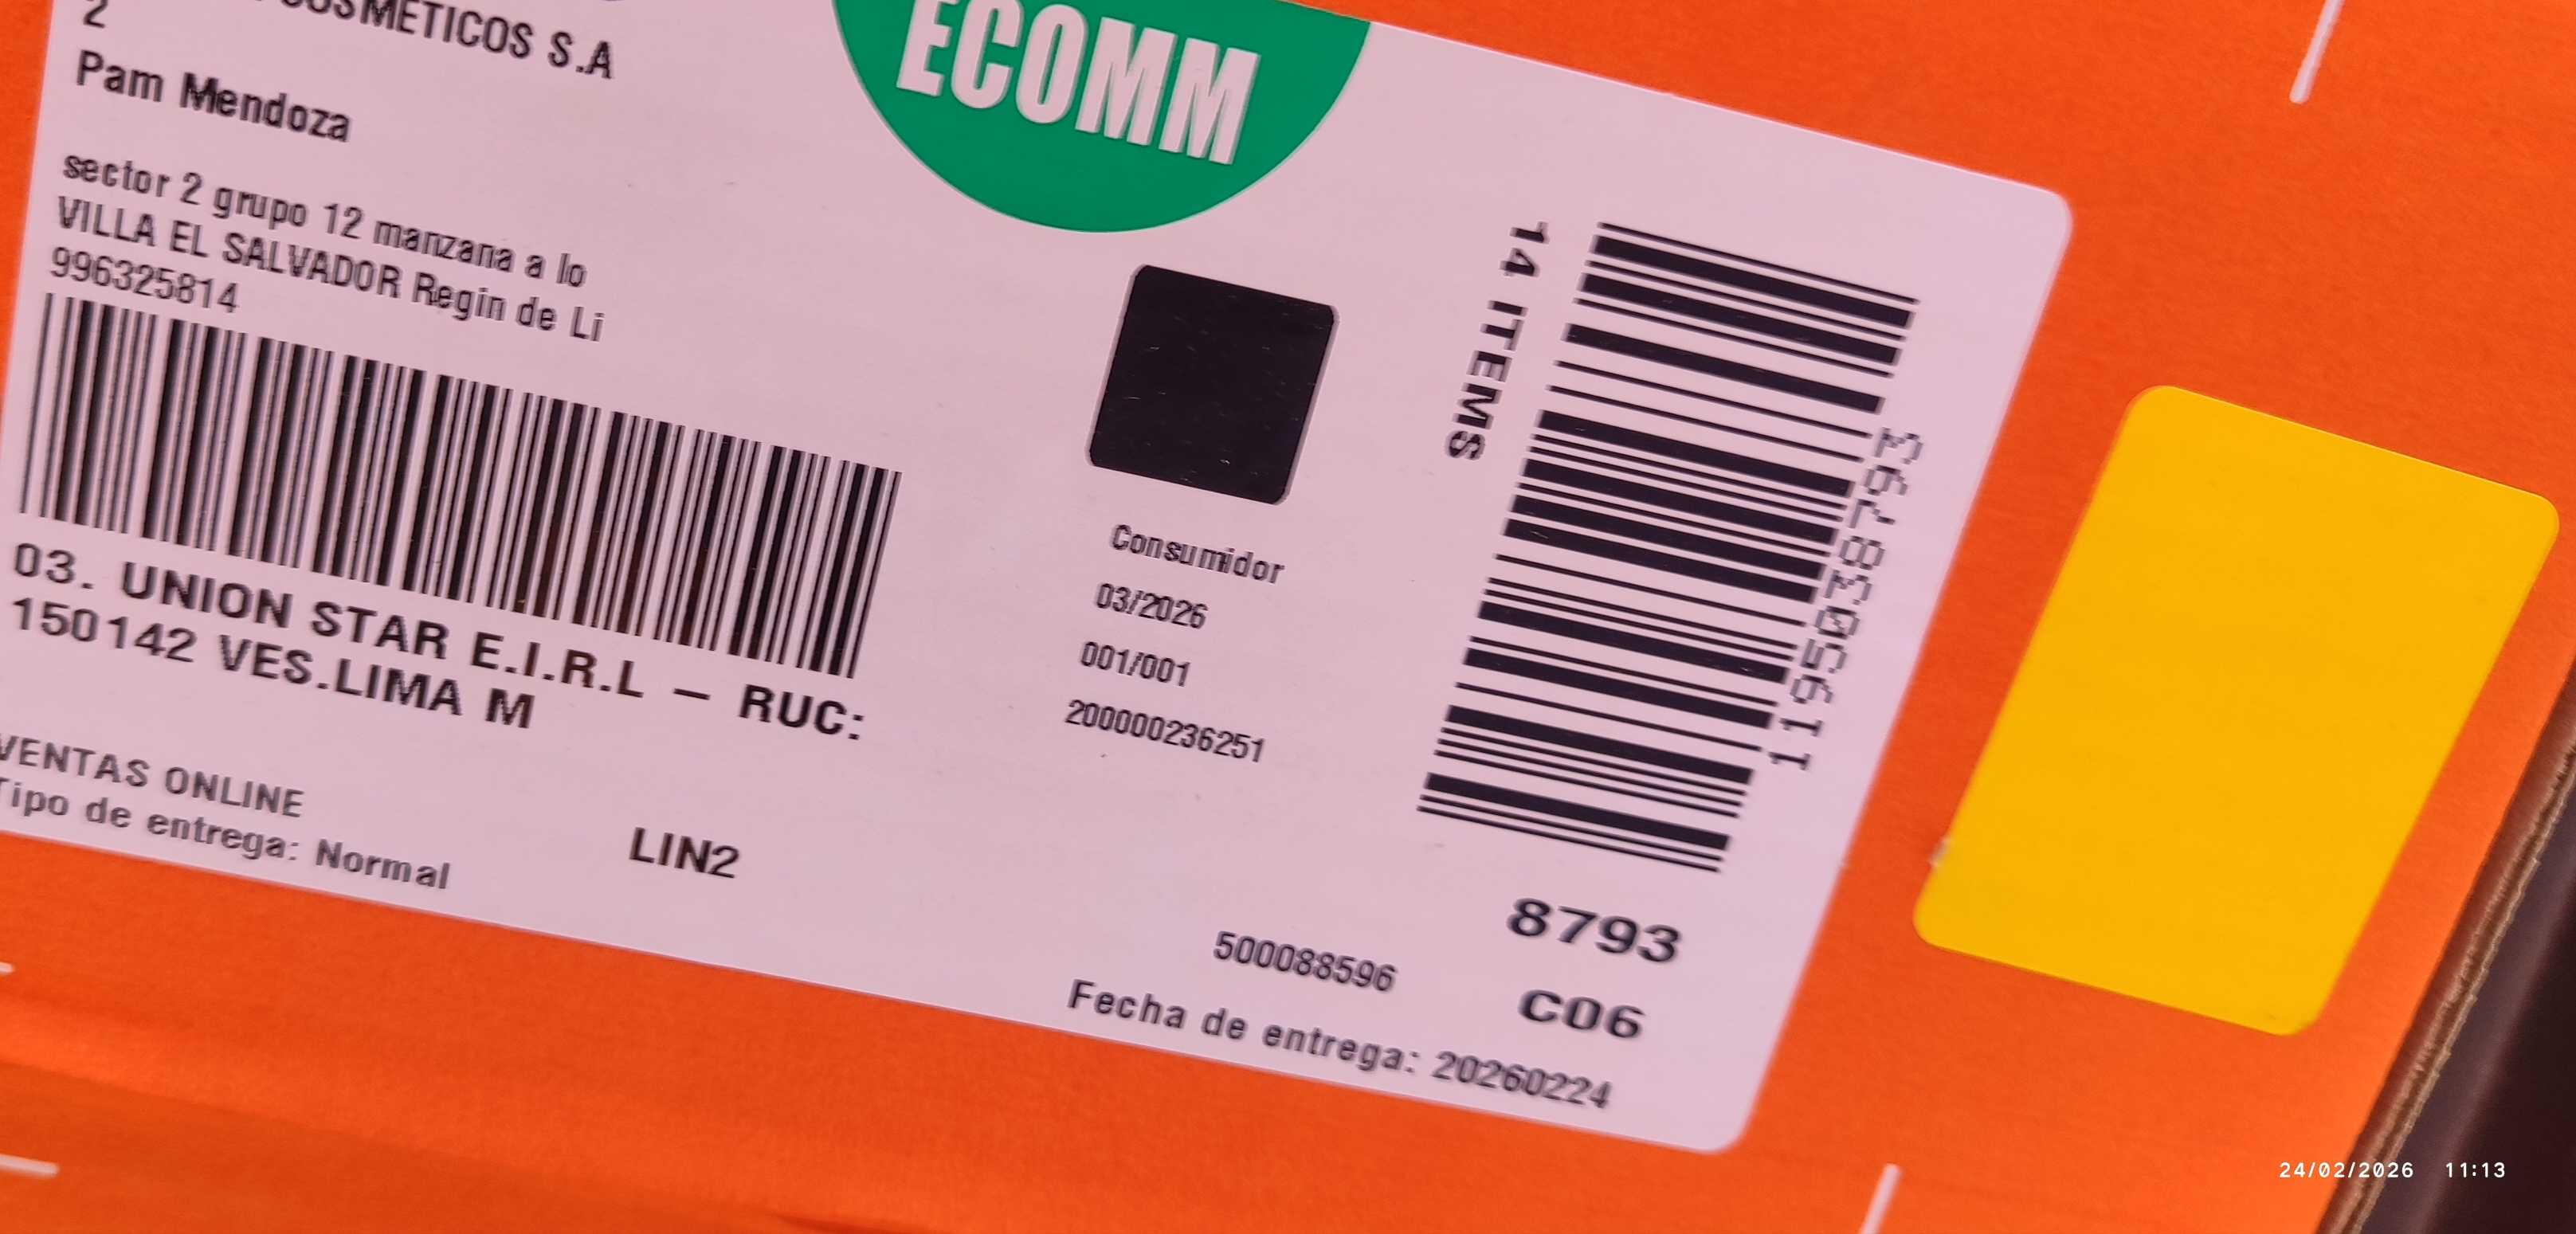 COSMETICOS S.A
2
Pam Mendoza
sector 2 grupo 12 manzana a lo
VILLA EL SALVADOR Regin de Li
996325814
03. UNION STAR E.I.R.L – RUC:
150142 VES.LIMA M
VENTAS ONLINE
Tipo de entrega: Normal
LIN2
ECOMM
Consumidor
03/2026
001/001
200000236251
14 ITEMS
3678305611
8793
500088596
C06
Fecha de entrega: 20260224
24/02/2026 11:13